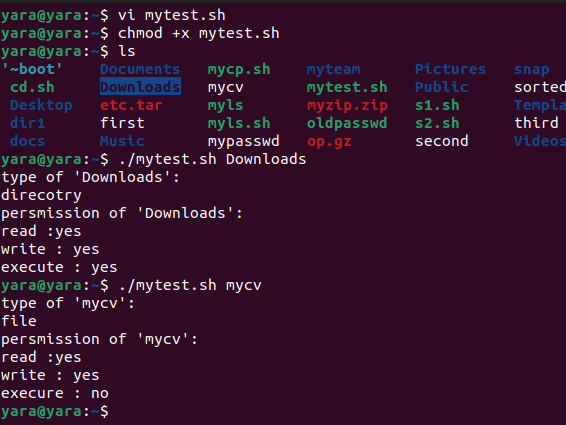 yara@yara:~$ vi mytest.sh
yara@yara:~$ chmod +x mytest.sh
yara@yara:~$ ls
'~boot' Documents mycp.sh myteam Pictures snap
cd.sh Downloads mycv mytest.sh Public sorted
Desktop etc.tar myls myzip.zip s1.sh Templa
dir1 first myls.sh oldpasswd s2.sh third
docs Music mypasswd op.gz second Videos
yara@yara:~$ ./mytest.sh Downloads
type of 'Downloads':
direcotry
persmission of 'Downloads':
read :yes
write : yes
execute : yes
yara@yara:~$ ./mytest.sh mycv
type of 'mycv':
file
persmission of 'mycv':
read :yes
write : yes
execure : no
yara@yara:~$